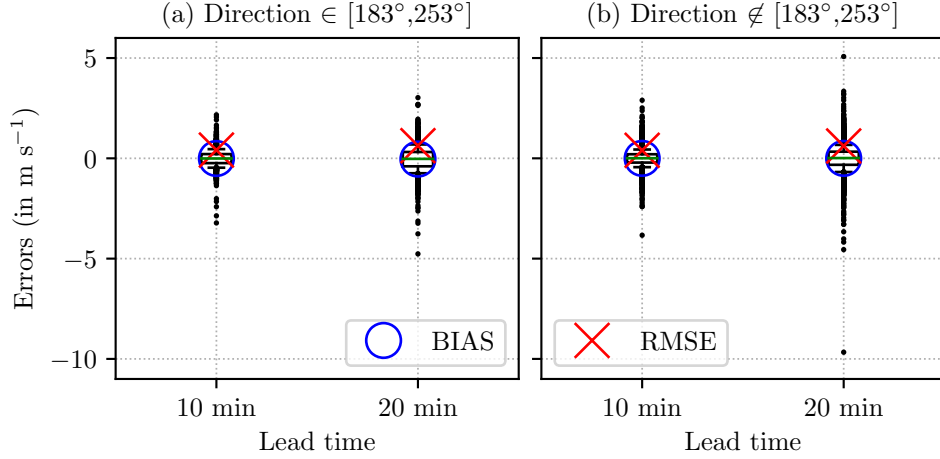 (a) Direction ∈ [183°,253°]
(b) Direction ∉ [183°,253°]
Errors (in m s⁻¹)
5
0
−5
−10
BIAS
RMSE
10 min
20 min
10 min
20 min
Lead time
Lead time